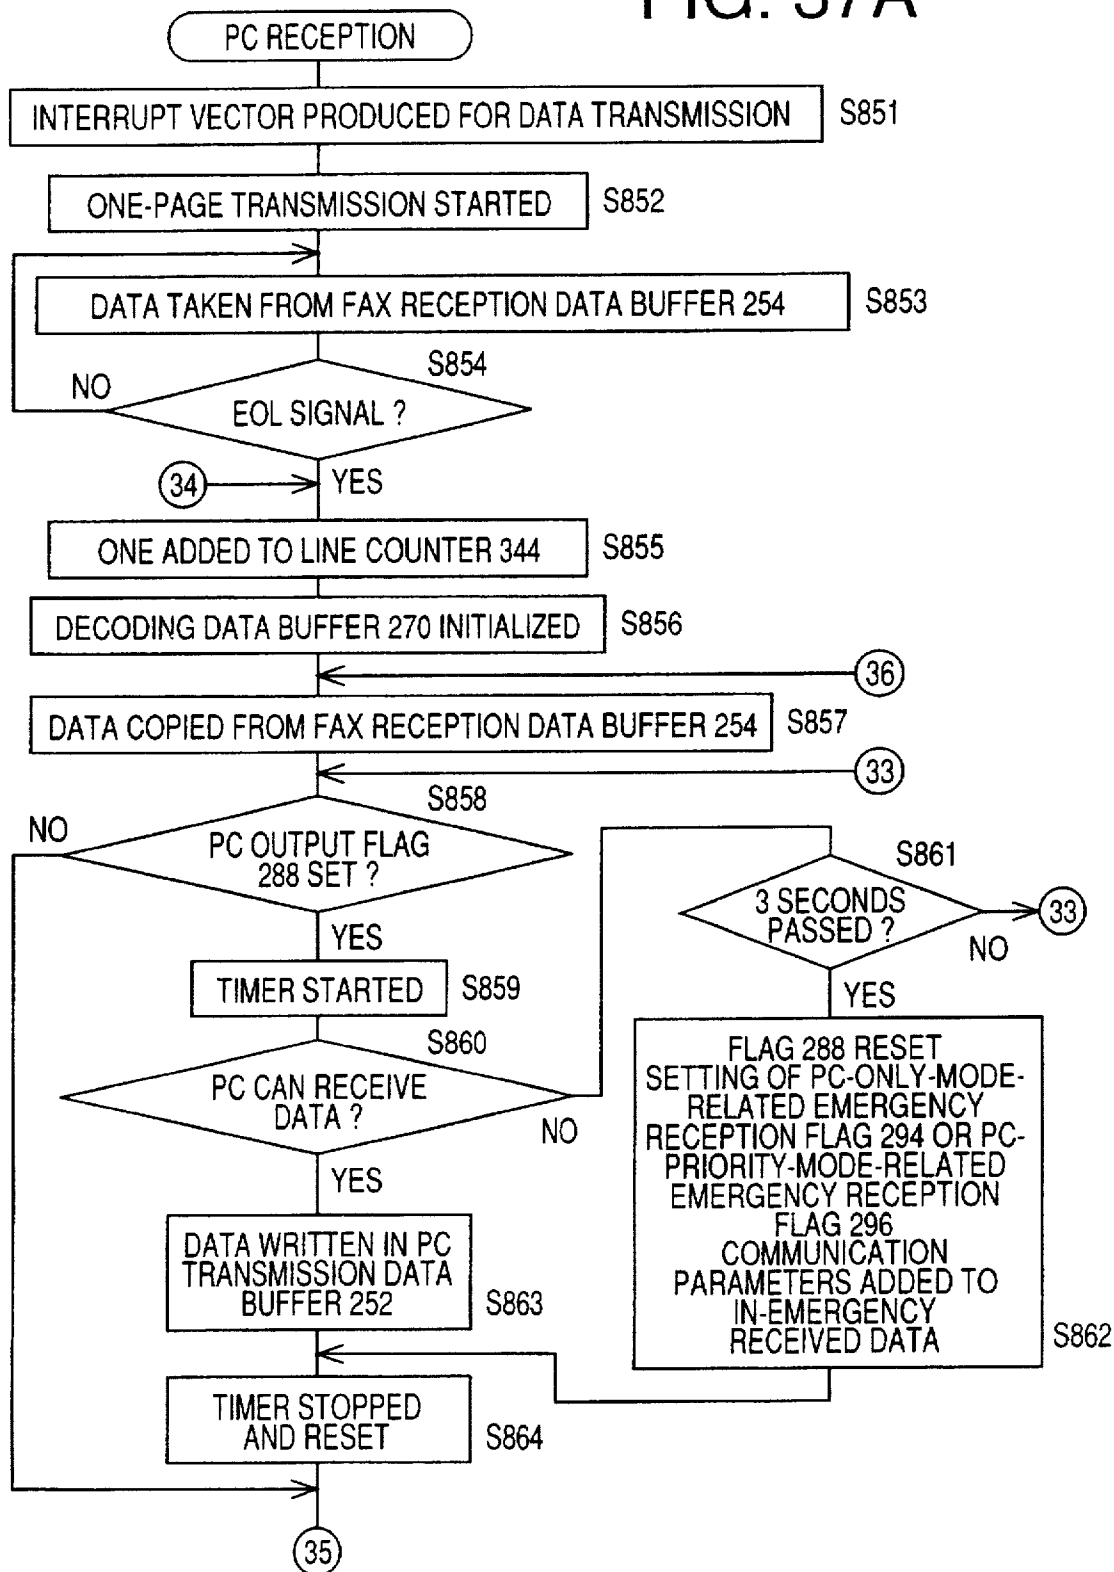 FIG. 37A
PC RECEPTION
INTERRUPT VECTOR PRODUCED FOR DATA TRANSMISSION
S851
ONE-PAGE TRANSMISSION STARTED
S852
DATA TAKEN FROM FAX RECEPTION DATA BUFFER 254
S853
S854
NO
EOL SIGNAL ?
34
YES
ONE ADDED TO LINE COUNTER 344
S855
DECODING DATA BUFFER 270 INITIALIZED
S856
36
DATA COPIED FROM FAX RECEPTION DATA BUFFER 254
S857
33
S858
NO
PC OUTPUT FLAG
288 SET ?
YES
S861
3 SECONDS
PASSED ?
33
NO
YES
TIMER STARTED
S859
S860
PC CAN RECEIVE
DATA ?
NO
YES
FLAG 288 RESET
SETTING OF PC-ONLY-MODE-
RELATED EMERGENCY
RECEPTION FLAG 294 OR PC-
PRIORITY-MODE-RELATED
EMERGENCY RECEPTION
FLAG 296
COMMUNICATION
PARAMETERS ADDED TO
IN-EMERGENCY
RECEIVED DATA
S862
DATA WRITTEN IN PC
TRANSMISSION DATA
BUFFER 252
S863
TIMER STOPPED
AND RESET
S864
35